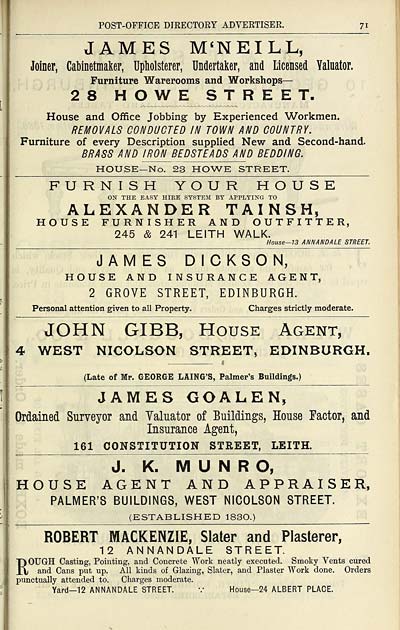 POST-OFFICE DIRECTORY ADVERTISER. 71
JAMES M'NEILL,
Joiner, Cabinetmaker, Upholsterer, Undertaker, and Licensed Valuator.
Furniture Warerooms and Workshops—
28 HOWE STREET.
House and Office Jobbing by Experienced Workmen.
REMOVALS CONDUCTED IN TOWN AND COUNTRY.
Furniture of every Description supplied New and Second-hand.
BRASS AND IRON BEDSTEADS AND BEDDING.
HOUSE—No. 23 HOWE STREET.
FURNISH YOUR HOUSE
ON THE EASY HIRE SYSTEM BY APPLYING TO
ALEXANDER TAINSH,
HOUSE FURNISHER AND OUTFITTER,
245 & 241 LEITH WALK.
House—13 ANNANDALE STREET.
JAMES DICKSON,
HOUSE AND INSURANCE AGENT,
2 GROVE STREET, EDINBURGH.
Personal attention given to all Property. Charges strictly moderate.
JOHN GIBB, HOUSE AGENT,
4 WEST NICOLSON STREET, EDINBURGH.
(Late of Mr. GEORGE LAING'S, Palmer's Buildings.)
JAMES GOALEN,
Ordained Surveyor and Valuator of Buildings, House Factor, and
Insurance Agent,
161 CONSTITUTION STREET, LEITH.
J. K. MUNRO,
HOUSE AGENT AND APPRAISER,
PALMER'S BUILDINGS, WEST NICOLSON STREET.
(ESTABLISHED 1830.)
ROBERT MACKENZIE, Slater and Plasterer,
12 ANNANDALE STREET.
ROUGH Casting, Pointing, and Concrete Work neatly executed. Smoky Vents cured
and Cans put up. All kinds of Glazing, Slater, and Plaster Work done. Orders
punctually attended to. Charges moderate.
Yard—12 ANNANDALE STREET. ∵ House—24 ALBERT PLACE.